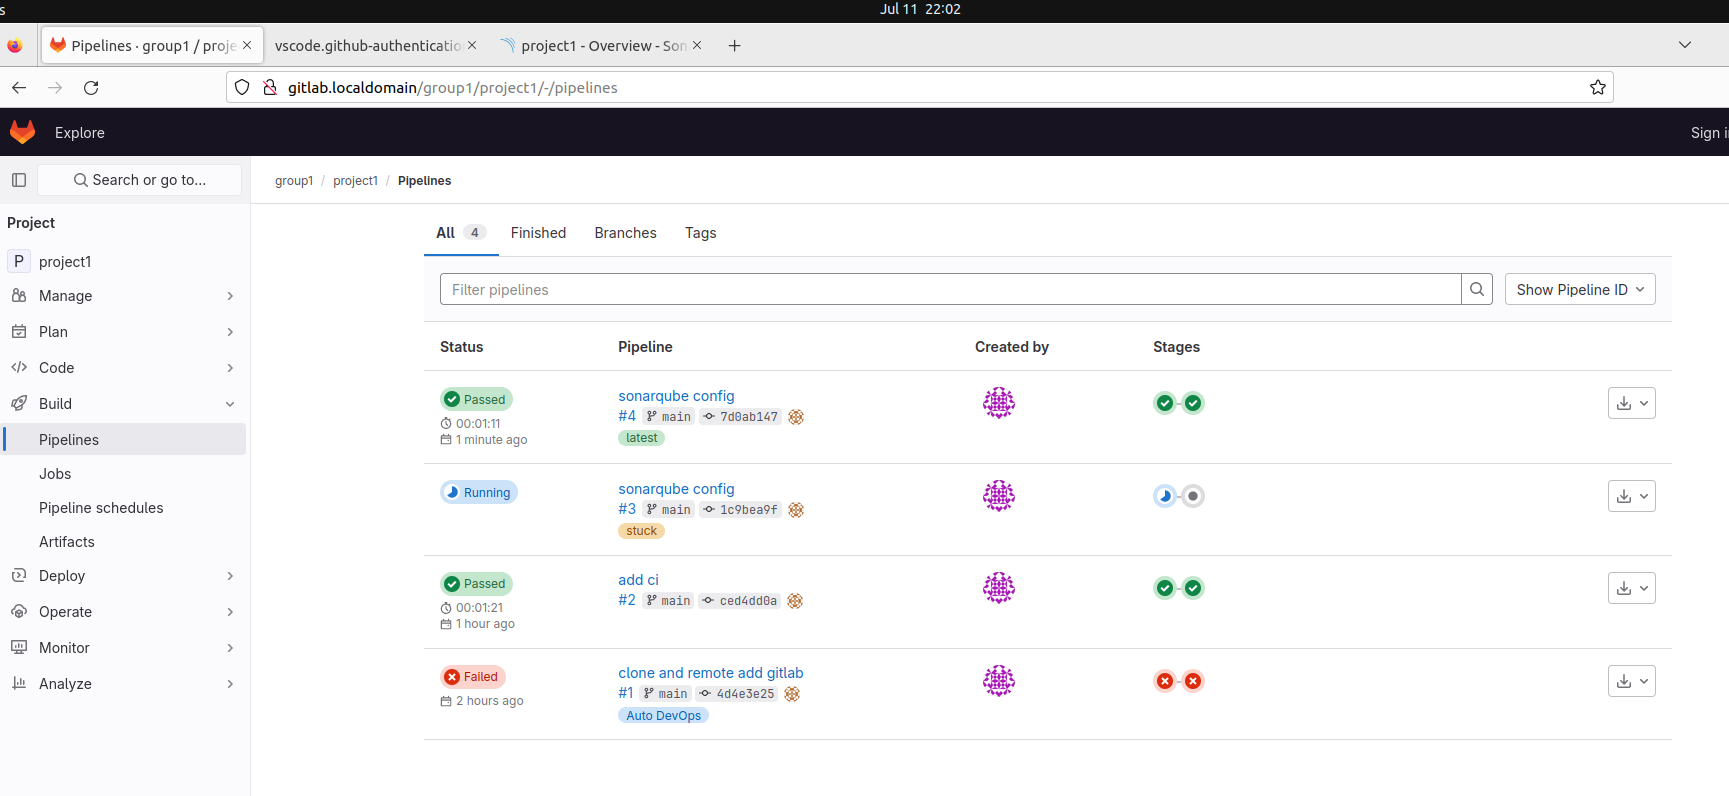 s
Jul 11 22:02
Pipelines · group1 / proje
vscode.github-authenticatio
project1 - Overview - Son
gitlab.localdomain/group1/project1/-/pipelines
Explore
Sign i
Search or go to...
group1 / project1 / Pipelines
Project
P project1
Manage
Plan
Code
Build
Pipelines
Jobs
Pipeline schedules
Artifacts
Deploy
Operate
Monitor
Analyze
All 4 Finished Branches Tags
Filter pipelines
Show Pipeline ID
Status Pipeline Created by Stages
Passed
00:01:11
1 minute ago
sonarqube config
#4 main 7d0ab147
latest
Running
sonarqube config
#3 main 1c9bea9f
stuck
Passed
00:01:21
1 hour ago
add ci
#2 main ced4dd0a
Failed
2 hours ago
clone and remote add gitlab
#1 main 4d4e3e25
Auto DevOps